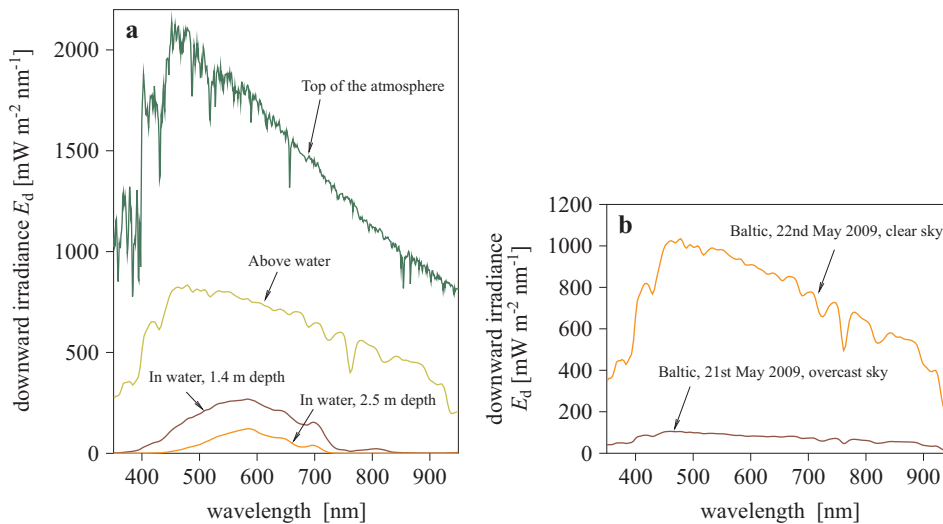 a
downward irradiance E_d [mW m⁻² nm⁻¹]
2000
1500
1000
500
0
Top of the atmosphere
Above water
In water, 1.4 m depth
In water, 2.5 m depth
400 500 600 700 800 900
wavelength [nm]
b
downward irradiance
E_d [mW m⁻² nm⁻¹]
1200
1000
800
600
400
200
0
Baltic, 22nd May 2009, clear sky
Baltic, 21st May 2009, overcast sky
400 500 600 700 800 900
wavelength [nm]